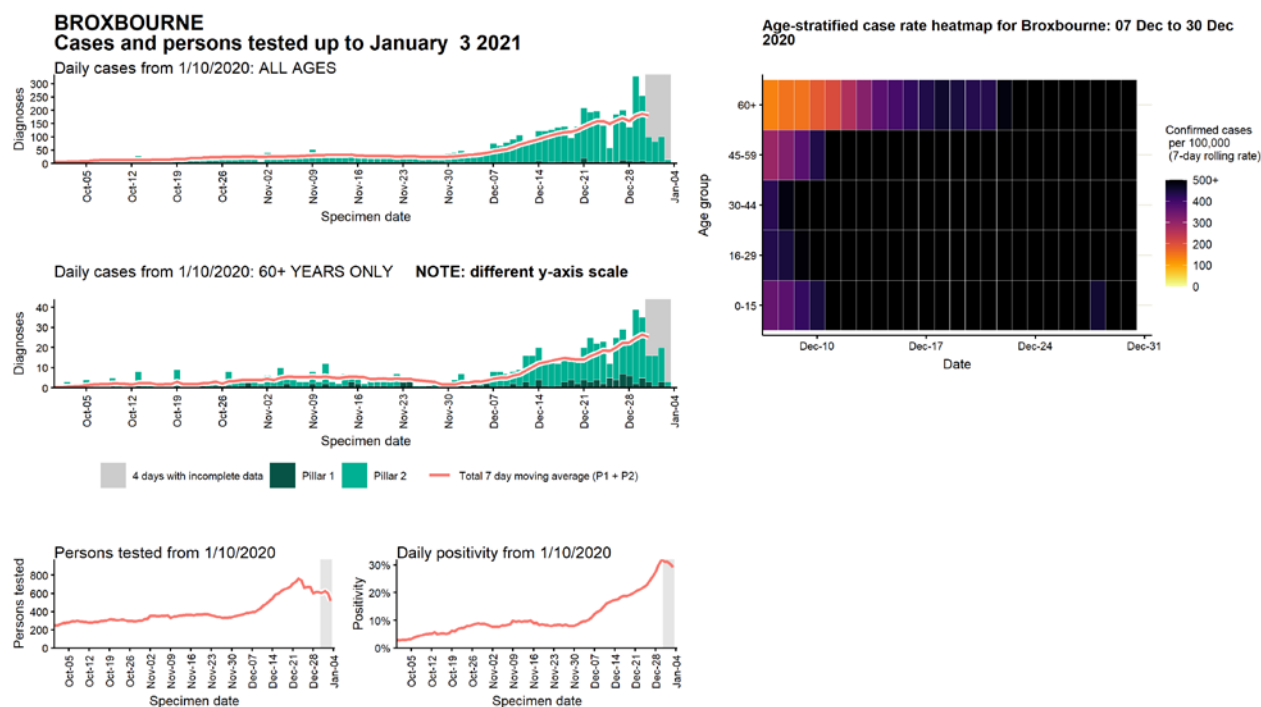 BROXBOURNE
Cases and persons tested up to January 3 2021
Daily cases from 1/10/2020: ALL AGES
Diagnoses
300
250
200
150
100
50
0
Oct-05
Oct-12
Oct-19
Oct-26
Nov-02
Nov-09
Nov-16
Nov-23
Nov-30
Dec-07
Dec-14
Dec-21
Dec-28
Jan-04
Specimen date
Daily cases from 1/10/2020: 60+ YEARS ONLY NOTE: different y-axis scale
Diagnoses
40
30
20
10
0
Oct-05
Oct-12
Oct-19
Oct-26
Nov-02
Nov-09
Nov-16
Nov-23
Nov-30
Dec-07
Dec-14
Dec-21
Dec-28
Jan-04
Specimen date
4 days with incomplete data Pillar 1 Pillar 2 Total 7 day moving average (P1 + P2)
Persons tested from 1/10/2020
Persons tested
800
600
400
200
0
Oct-05
Oct-12
Oct-19
Oct-26
Nov-02
Nov-09
Nov-16
Nov-23
Nov-30
Dec-07
Dec-14
Dec-21
Dec-28
Jan-04
Specimen date
Daily positivity from 1/10/2020
Positivity
30%
20%
10%
0%
Oct-05
Oct-12
Oct-19
Oct-26
Nov-02
Nov-09
Nov-16
Nov-23
Nov-30
Dec-07
Dec-14
Dec-21
Dec-28
Jan-04
Specimen date
Age-stratified case rate heatmap for Broxbourne: 07 Dec to 30 Dec
2020
Age group
60+
45-59
30-44
16-29
0-15
Dec-10
Dec-17
Dec-24
Dec-31
Date
Confirmed cases
per 100,000
(7-day rolling rate)
500+
400
300
200
100
0